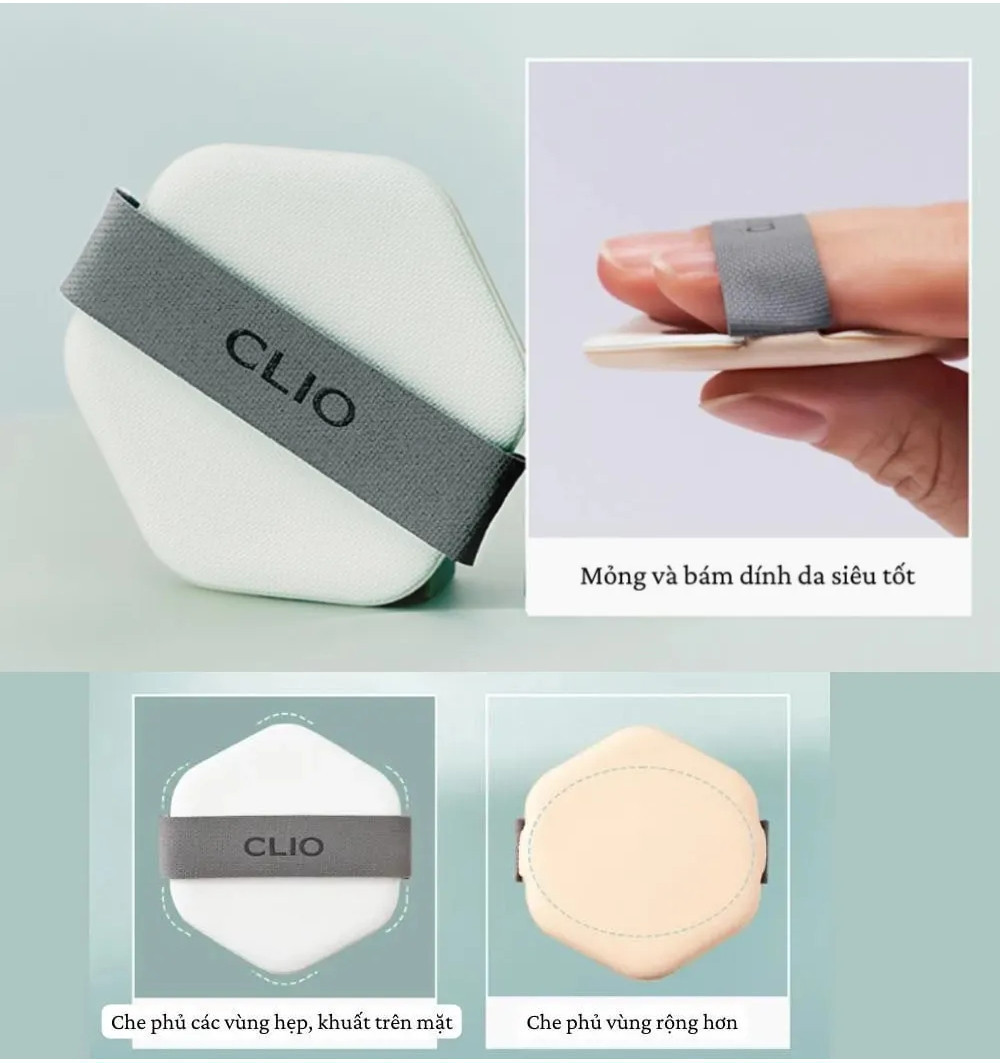 CLIO
Mỏng và bám dính da siêu tốt
CLIO
Che phủ các vùng hẹp, khuất trên mặt
Che phủ vùng rộng hơn